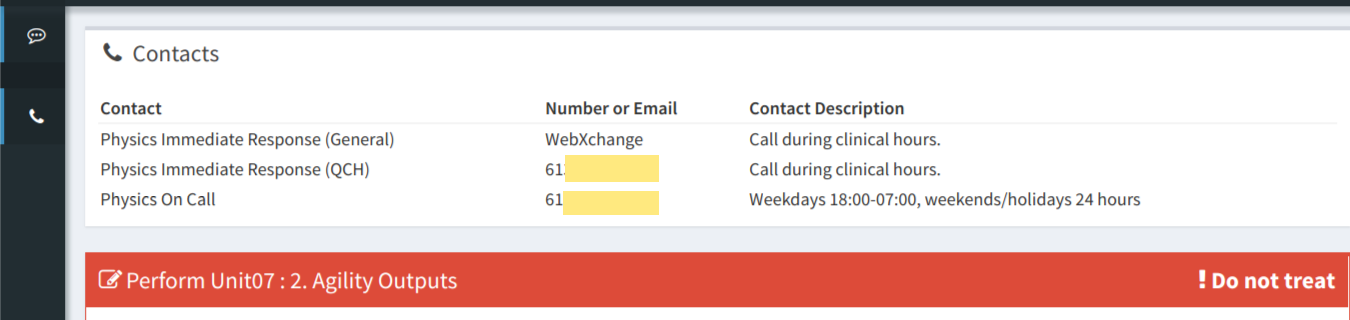 Contacts
Contact Number or Email Contact Description
Physics Immediate Response (General) WebXchange Call during clinical hours.
Physics Immediate Response (QCH) 61 Call during clinical hours.
Physics On Call 61 Weekdays 18:00-07:00, weekends/holidays 24 hours
Perform Unit07 : 2. Agility Outputs ! Do not treat